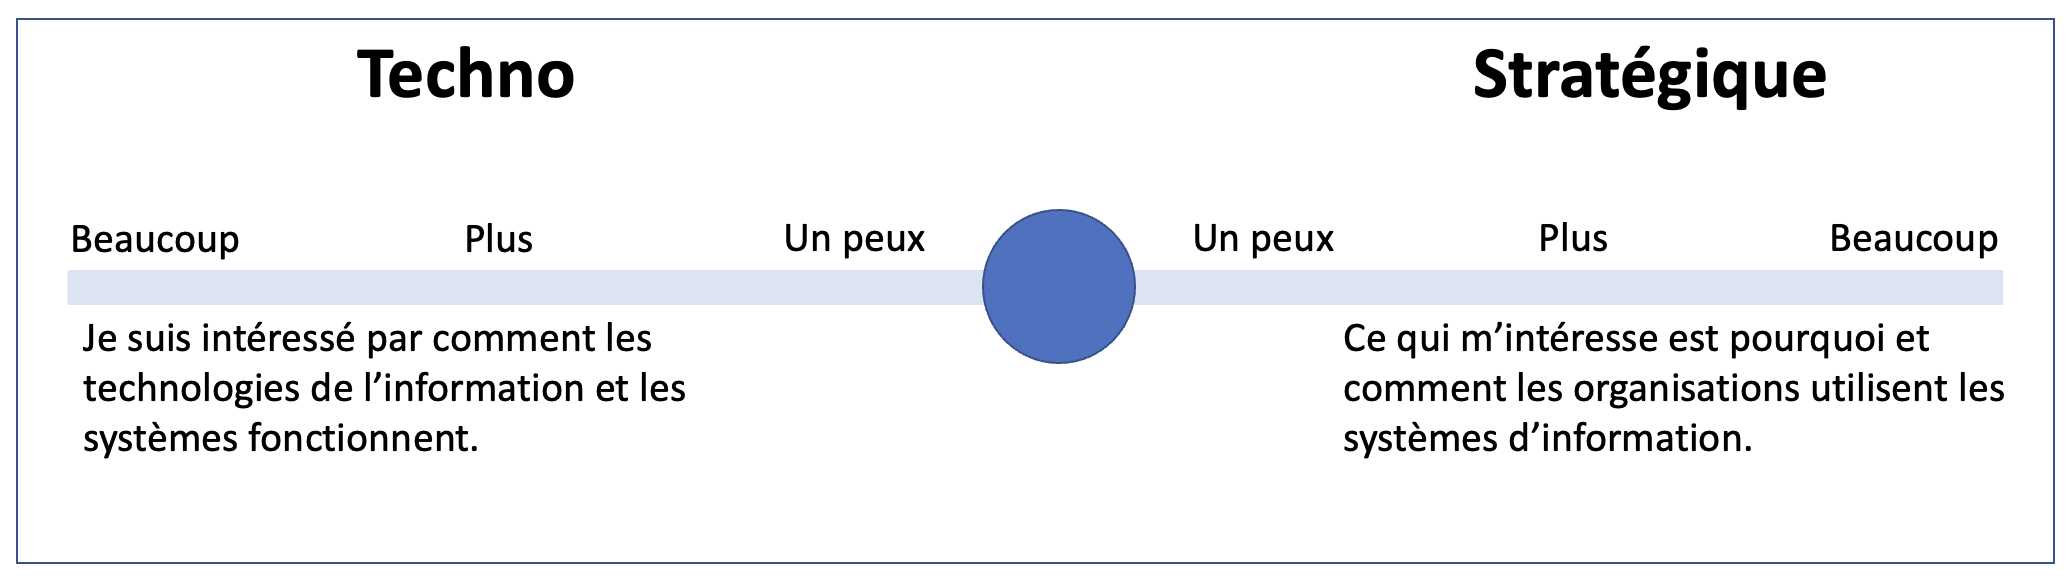 Techno
Stratégique
Beaucoup
Plus
Un peux
Un peux
Plus
Beaucoup
Je suis intéressé par comment les
technologies de l’information et les
systèmes fonctionnent.
Ce qui m’intéresse est pourquoi et
comment les organisations utilisent les
systèmes d’information.